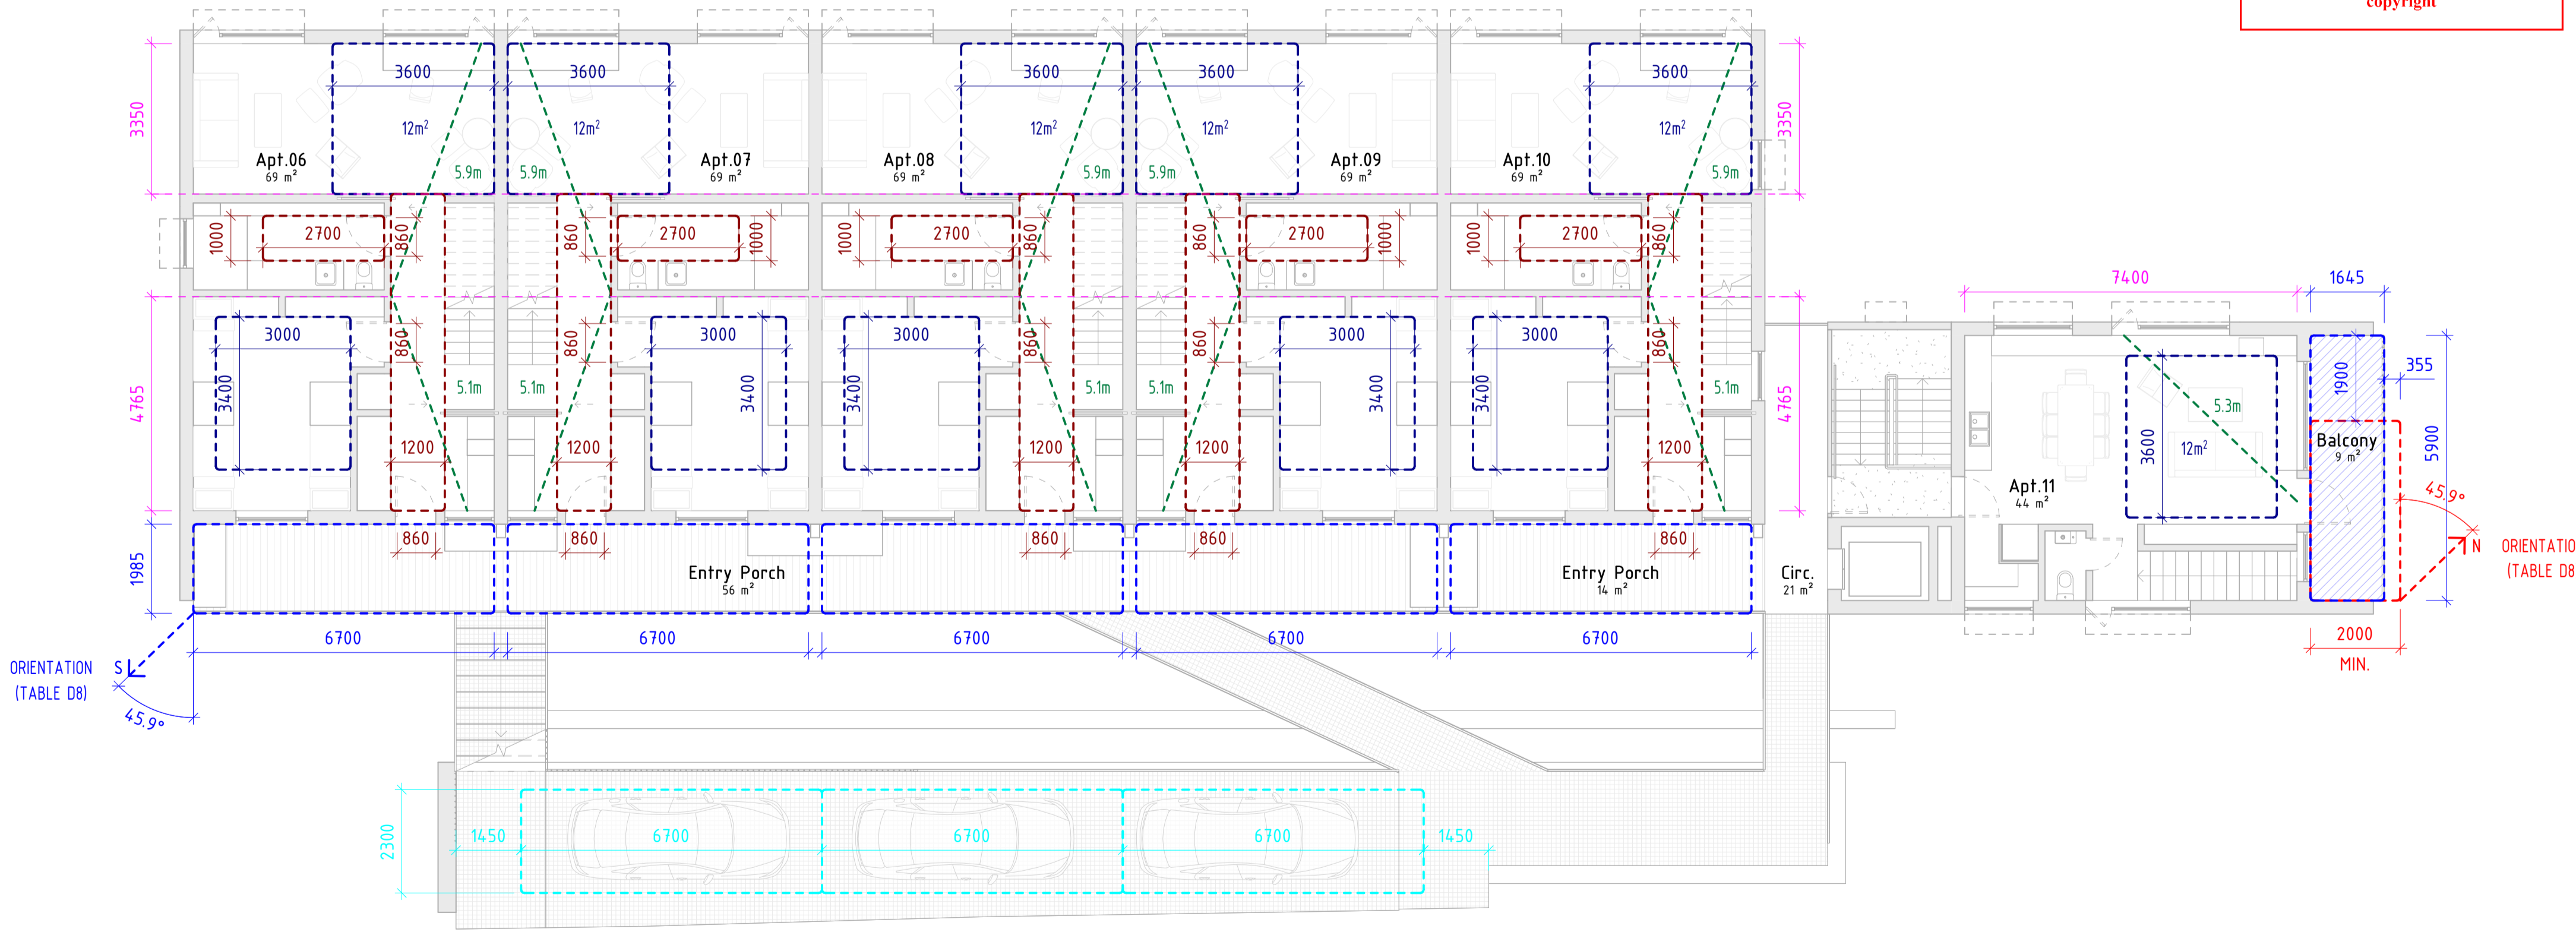 copyright
3600
3600
3600
3600
3600
3350
3350
12m²
12m²
12m²
12m²
12m²
Apt.06
69 m²
5.9m
5.9m
Apt.07
69 m²
Apt.08
69 m²
5.9m
5.9m
Apt.09
69 m²
Apt.10
69 m²
5.9m
1000
2700
860
860
2700
1000
1000
2700
860
860
2700
1000
1000
2700
860
7400
1645
3000
860
860
3000
3000
860
860
3000
3000
860
355
1900
4765
3400
5.1m
5.1m
3400
3400
5.1m
5.1m
3400
3400
5.1m
4765
5.3m
3600
12m²
Balcony
9 m²
5900
1200
1200
1200
1200
1200
Apt.11
44 m²
45.9°
860
860
860
860
860
1985
Entry Porch
56 m²
Entry Porch
14 m²
Circ.
21 m²
N
ORIENTATIO
(TABLE D8
6700
6700
6700
6700
6700
2000
MIN.
ORIENTATION
(TABLE D8)
S
45.9°
2300
1450
6700
6700
6700
1450